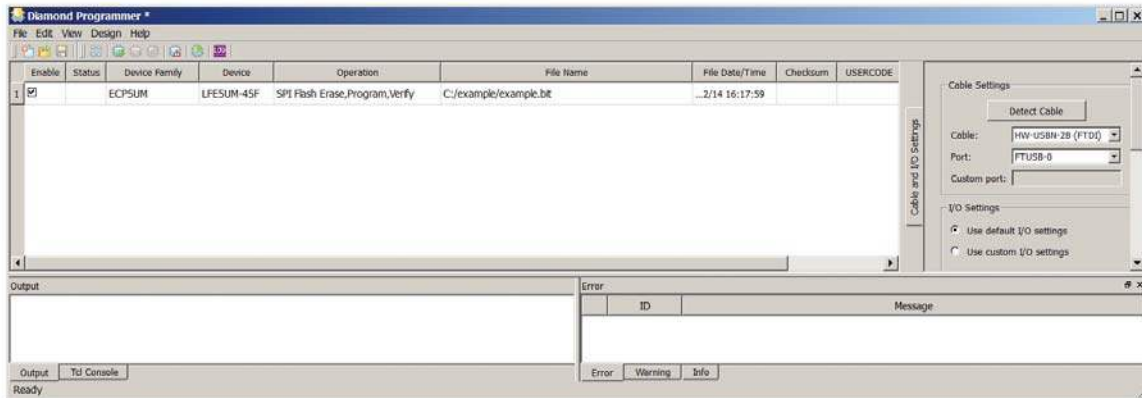 Diamond Programmer *
File Edit View Design Help
Enable Status Device Family Device Operation File Name File Date/Time Checksum USERCODE
1 ECP5UM LFE5UM-45F SPI Flash Erase,Program,Verify C:/example/example.bit ...2/14 16:17:59
Cable and I/O Settings
Cable Settings
Detect Cable
Cable: HW-USBN-2B (FTDI)
Port: FTUSB-0
Custom port:
I/O Settings
Use default I/O settings
Use custom I/O settings
Output
Error
ID Message
Output Tcl Console
Error Warning Info
Ready